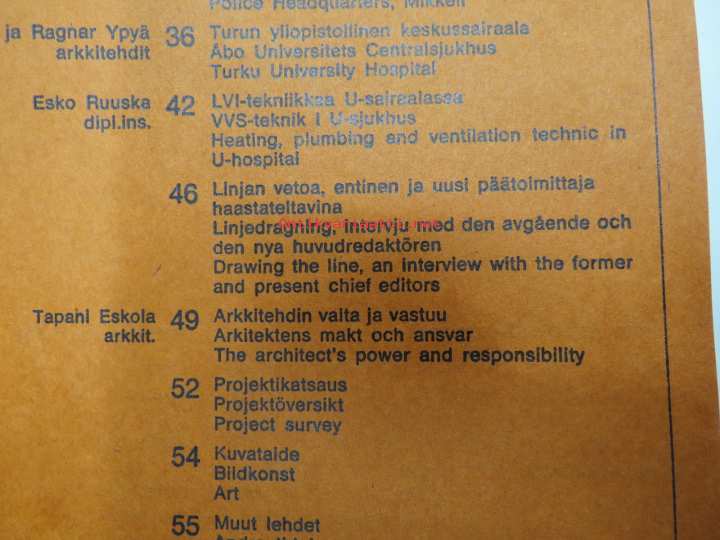 Police Headquarters, Mikkeli
ja Ragnar Ypyä 36 Turun yliopistollinen keskussairaala
arkkitehdit Åbo Universitets Centralsjukhus
Turku University Hospital
Esko Ruuska 42 LVI-tekniikkaa U-sairaalassa
dipl.ins. VVS-teknik i U-sjukhus
Heating, plumbing and ventilation technic in
U-hospital
46 Linjan vetoa, entinen ja uusi päätoimittaja
haastateltavina
Linjedragning, intervju med den avgående och
den nya huvudredaktören
Drawing the line, an interview with the former
and present chief editors
Tapani Eskola 49 Arkkitehdin valta ja vastuu
arkkit. Arkitektens makt och ansvar
The architect's power and responsibility
52 Projektikatsaus
Projektöversikt
Project survey
54 Kuvataide
Bildkonst
Art
55 Muut lehdet